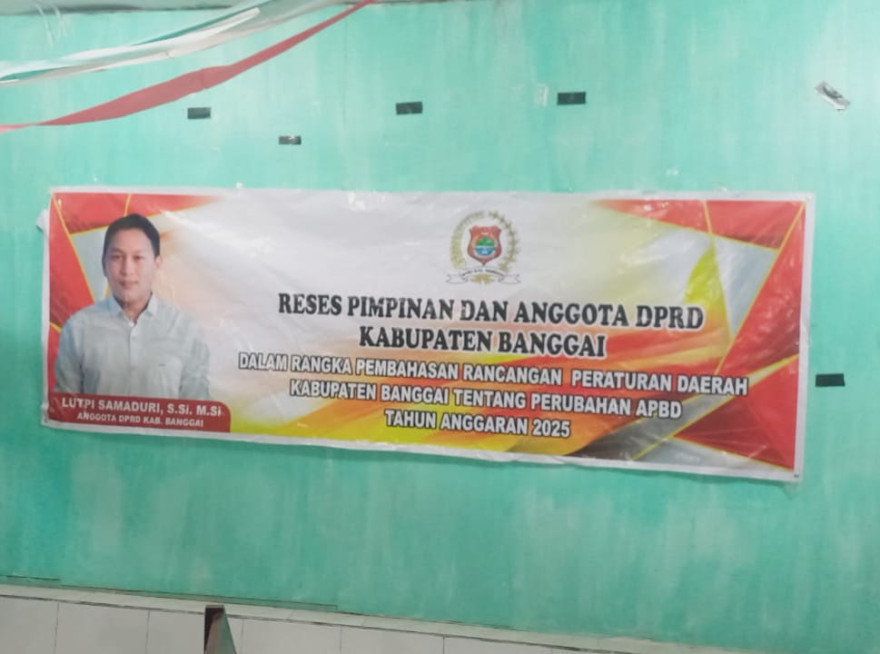 RESES PIMPINAN DAN ANGGOTA DPRD
KABUPATEN BANGGAI
DALAM RANGKA PEMBAHASAN RANCANGAN PERATURAN DAERAH
KABUPATEN BANGGAI TENTANG PERUBAHAN APBD
TAHUN ANGGARAN 2025
LUTPI SAMADURI, S.Si, M.Si
ANGGOTA DPRD KAB. BANGGAI